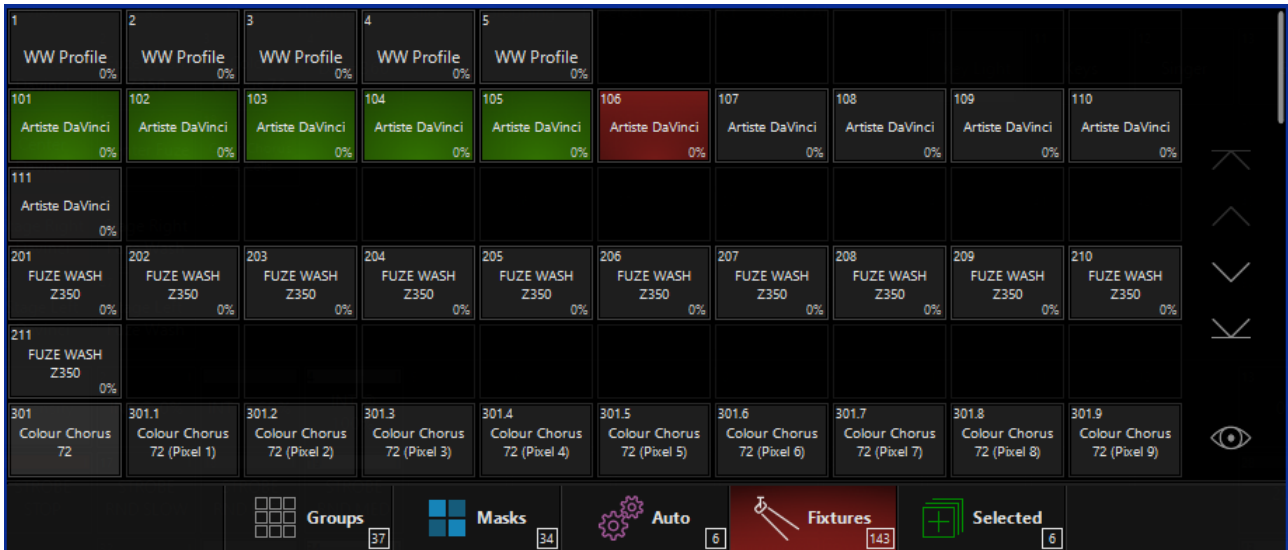 1 2 3 4 5
WW Profile WW Profile WW Profile WW Profile WW Profile
0% 0% 0% 0% 0%
101 102 103 104 105 106 107 108 109 110
Artiste DaVinci Artiste DaVinci Artiste DaVinci Artiste DaVinci Artiste DaVinci Artiste DaVinci Artiste DaVinci Artiste DaVinci Artiste DaVinci Artiste DaVinci
0% 0% 0% 0% 0% 0% 0% 0% 0% 0%
111
Artiste DaVinci
0%
201 202 203 204 205 206 207 208 209 210
FUZE WASH FUZE WASH FUZE WASH FUZE WASH FUZE WASH FUZE WASH FUZE WASH FUZE WASH FUZE WASH FUZE WASH
Z350 Z350 Z350 Z350 Z350 Z350 Z350 Z350 Z350 Z350
0% 0% 0% 0% 0% 0% 0% 0% 0% 0%
211
FUZE WASH
Z350
0%
301 301.1 301.2 301.3 301.4 301.5 301.6 301.7 301.8 301.9
Colour Chorus Colour Chorus Colour Chorus Colour Chorus Colour Chorus Colour Chorus Colour Chorus Colour Chorus Colour Chorus Colour Chorus
72 72 (Pixel 1) 72 (Pixel 2) 72 (Pixel 3) 72 (Pixel 4) 72 (Pixel 5) 72 (Pixel 6) 72 (Pixel 7) 72 (Pixel 8) 72 (Pixel 9)
Groups Masks Auto Fixtures Selected
37 34 6 143 6